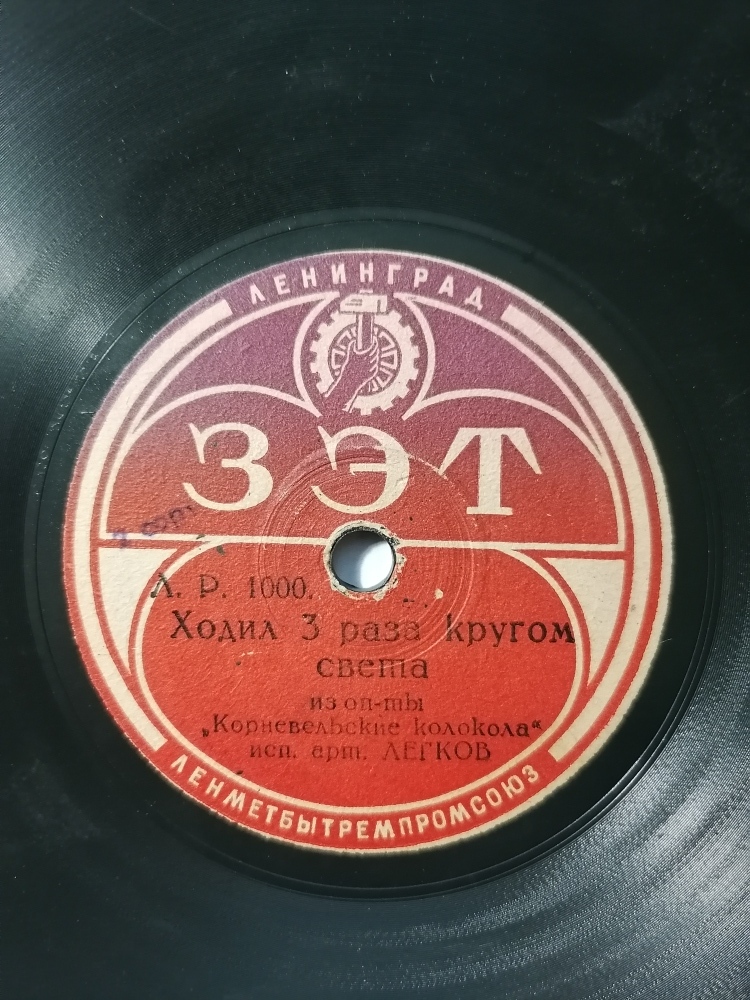 ЛЕНИНГРАД
ЗЭТ
Л. Р. 1000.
Ходил 3 раза кругом
света
из оп-ты
„Корневельские колокола“
исп. арт. ЛЕГКОВ
ЛЕНМЕТБЫТРЕМПРОМСОЮЗ